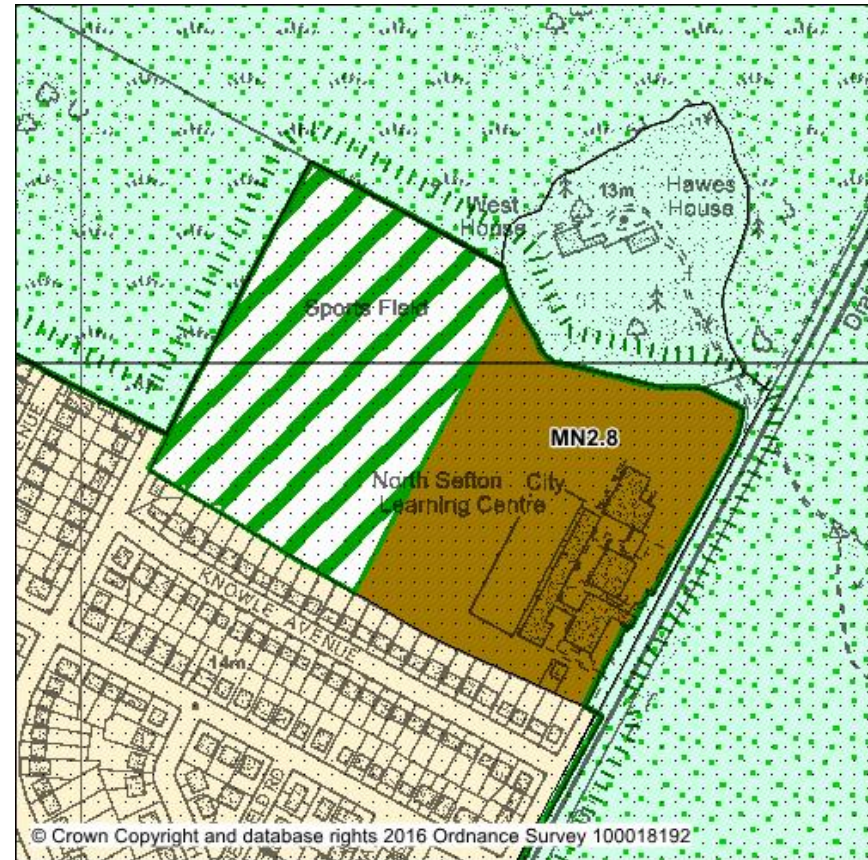 13m
Hawes
House
West
House
Sports Field
MN2.8
North Sefton City
Learning Centre
KNOWLE AVENUE
14m
© Crown Copyright and database rights 2016 Ordnance Survey 100018192